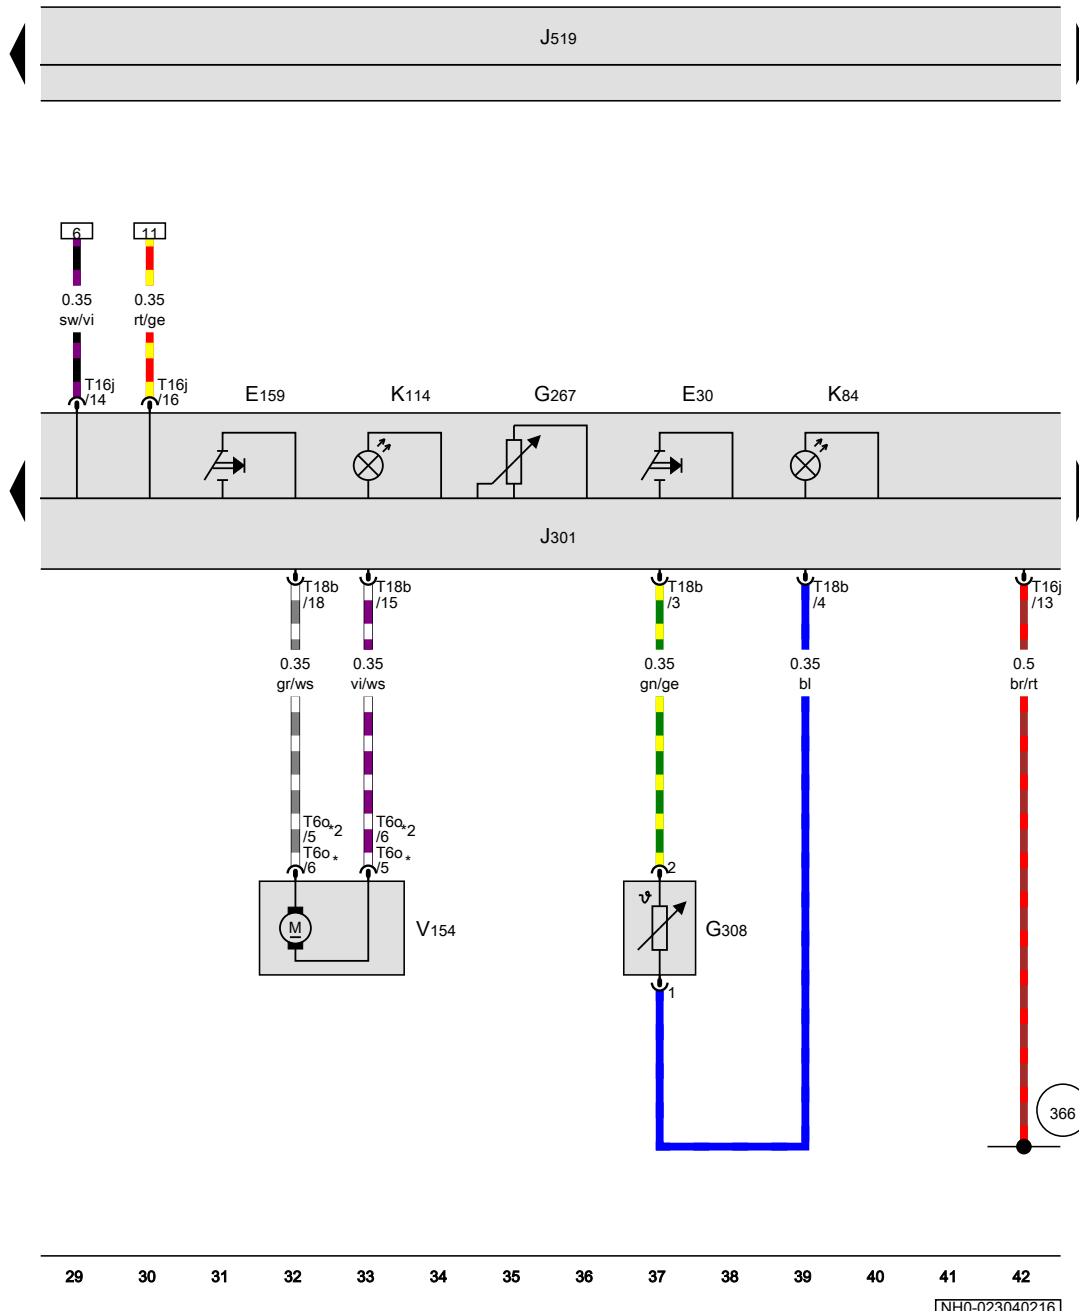 J519
6 11
0.35 0.35
sw/vi rt/ge
T16j T16j
/14 /16
E159 K114 G267 E30 K84
J301
T18b T18b T18b T18b T16j
/18 /15 /3 /4 /13
0.35 0.35 0.35 0.35 0.5
gr/ws vi/ws gn/ge bl br/rt
T6o*2 T6o*2
/5 /6
T6o* T6o*
/6 /5
2
ϑ
M
V154
G308
1
366
29 30 31 32 33 34 35 36 37 38 39 40 41 42
NH0-023040216